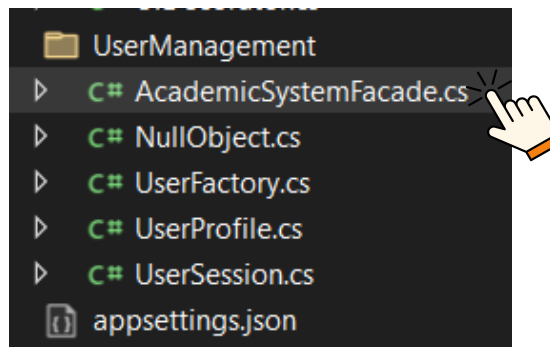 UserManagement
C# AcademicSystemFacade.cs
C# NullObject.cs
C# UserFactory.cs
C# UserProfile.cs
C# UserSession.cs
appsettings.json